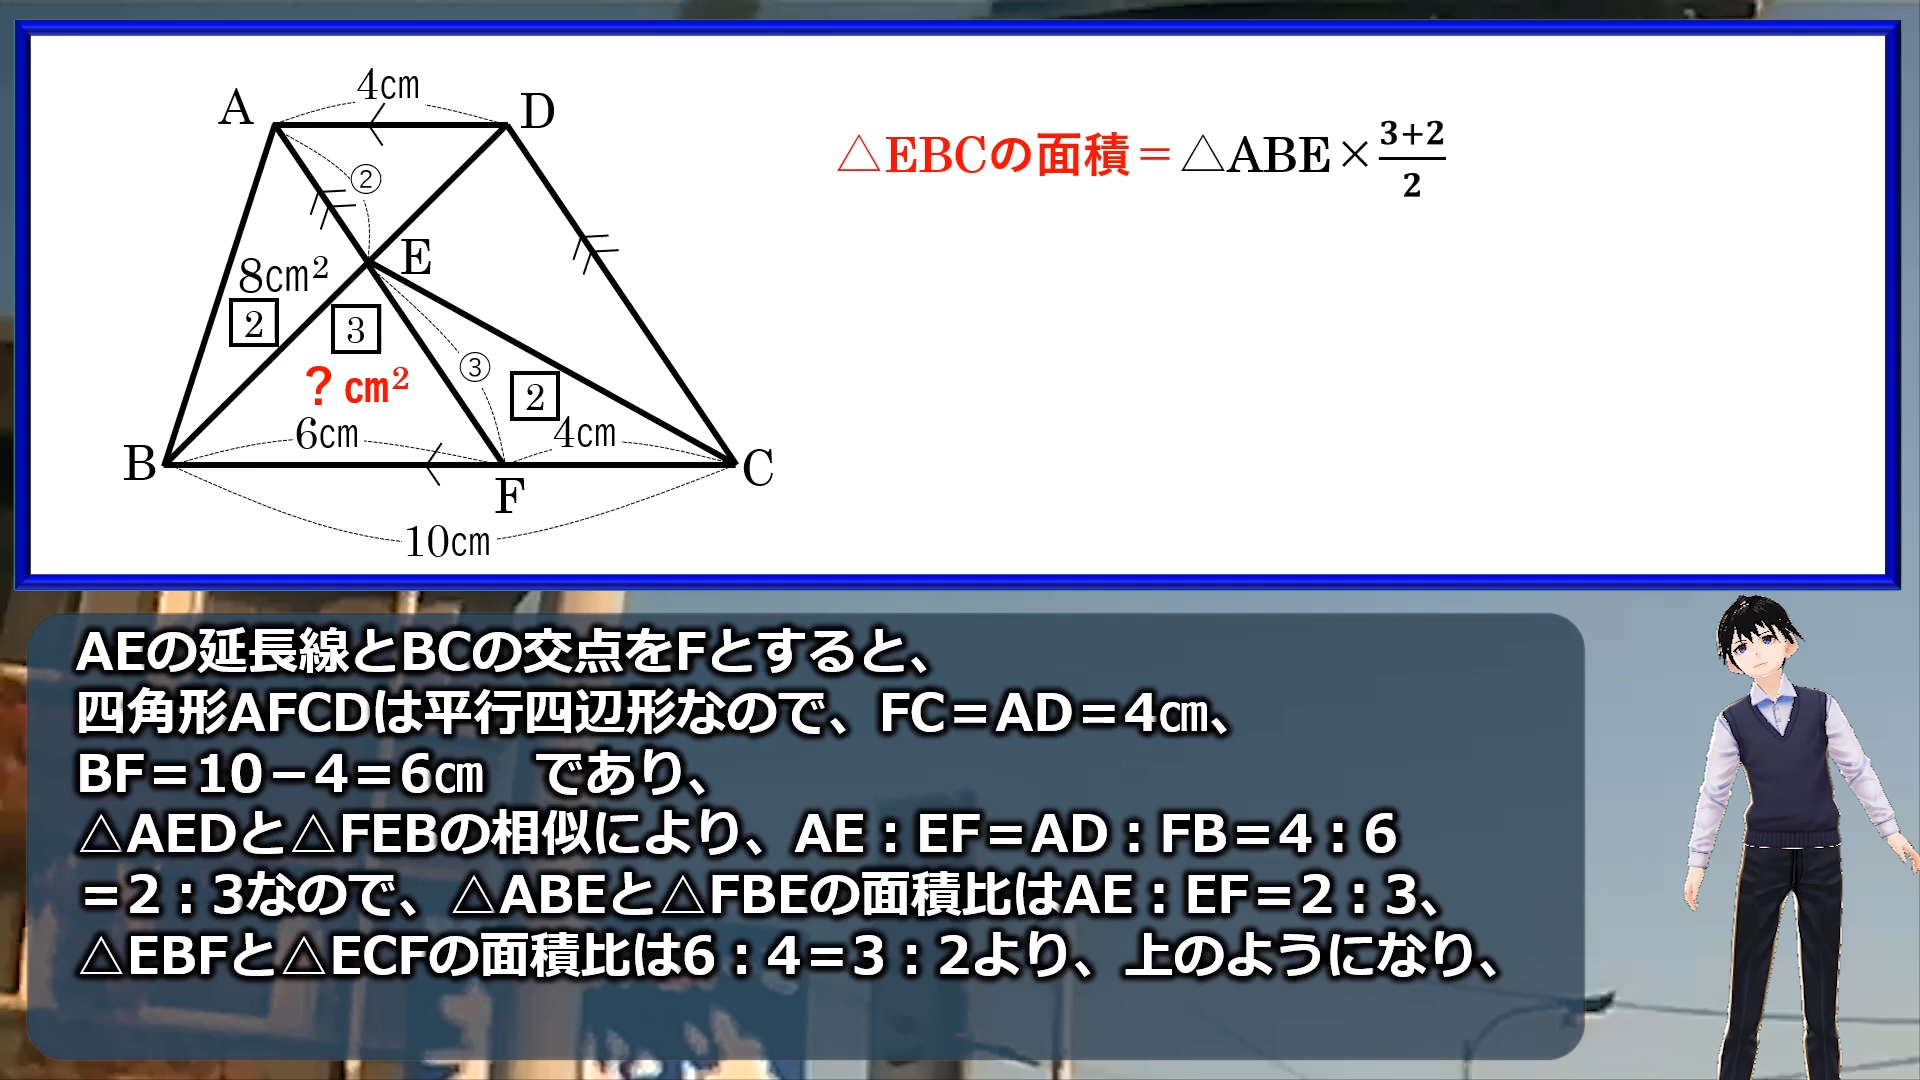 4㎝
A
D
②
E
8㎝²
2
3
？㎝²
③
2
6㎝
4㎝
B
C
F
10㎝
△EBCの面積＝△ABE×3+2/2
AEの延長線とBCの交点をFとすると、
四角形AFCDは平行四辺形なので、FC＝AD＝4㎝、
BF＝10－4＝6㎝　であり、
△AEDと△FEBの相似により、AE：EF＝AD：FB＝4：6
＝2：3なので、△ABEと△FBEの面積比はAE：EF＝2：3、
△EBFと△ECFの面積比は6：4＝3：2より、上のようになり、